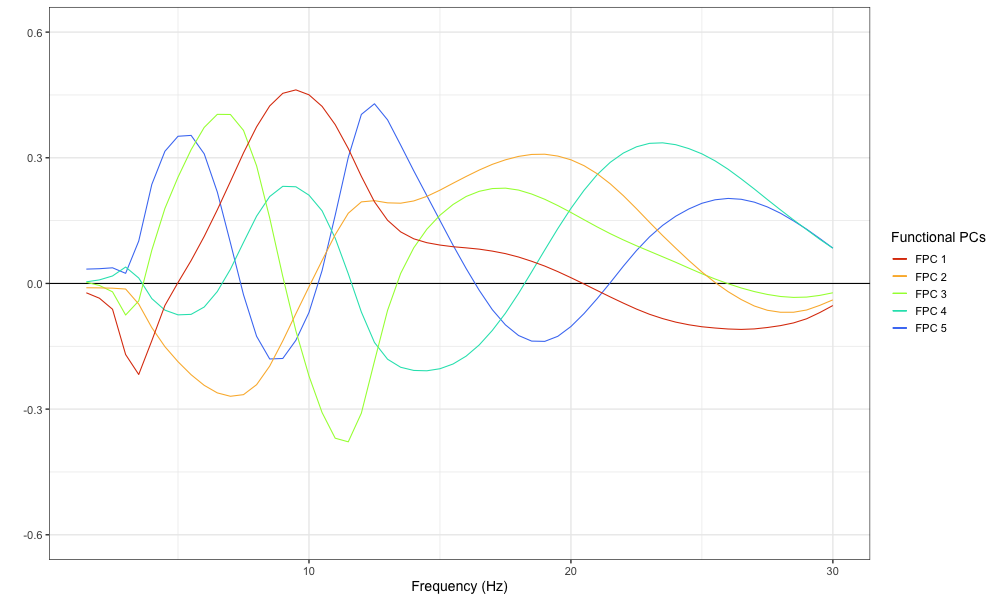 0.6
0.3
0.0
-0.3
-0.6
10
20
30
Frequency (Hz)
Functional PCs
FPC 1
FPC 2
FPC 3
FPC 4
FPC 5